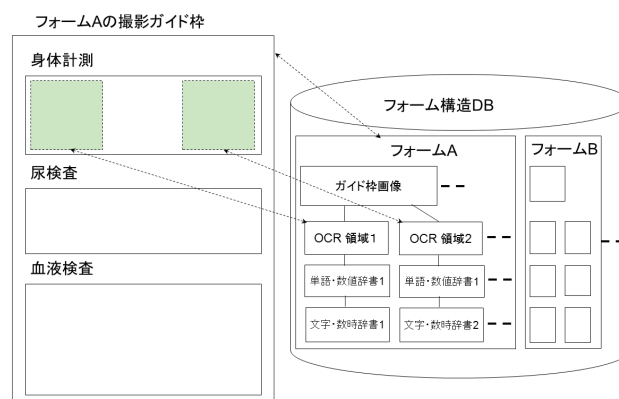 フォームAの撮影ガイド枠
身体計測
尿検査
血液検査
フォーム構造DB
フォームA
フォームB
ガイド枠画像
OCR 領域1
OCR 領域2
単語・数値辞書1
単語・数値辞書1
文字・数時辞書1
文字・数時辞書2